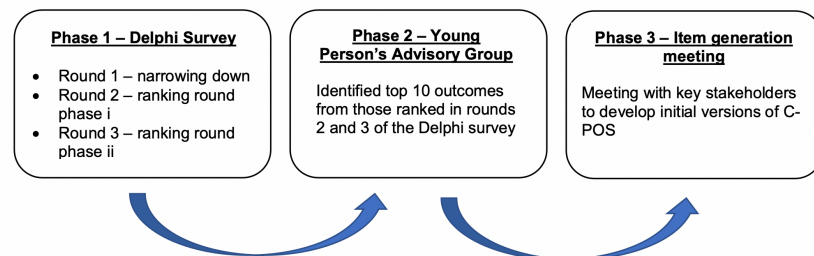 Phase 1 – Delphi Survey
• Round 1 – narrowing down
• Round 2 – ranking round
phase i
• Round 3 – ranking round
phase ii
Phase 2 – Young
Person's Advisory Group
Identified top 10 outcomes
from those ranked in rounds
2 and 3 of the Delphi survey
Phase 3 – Item generation
meeting
Meeting with key stakeholders
to develop initial versions of C-
POS